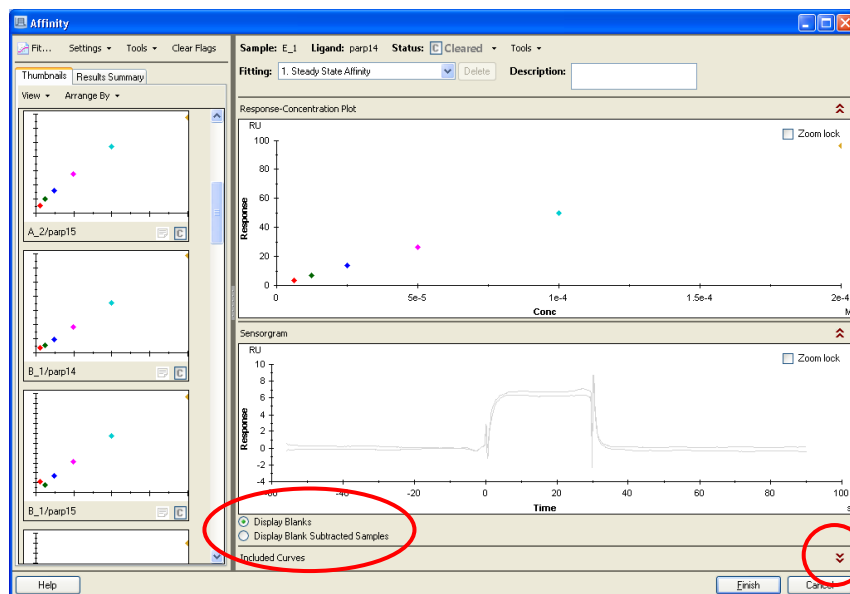 Affinity
Fit... Settings Tools Clear Flags
Sample: E_1 Ligand: parp14 Status: C Cleared Tools
Thumbnails Results Summary
Fitting: 1. Steady State Affinity Delete Description:
View Arrange By
A_2/parp15 C
B_1/parp14 C
B_1/parp15 C
Response-Concentration Plot
RU
Zoom lock
100
80
60
40
20
0
Response
0 5e-5 1e-4 1.5e-4 2e-4
Conc M
Sensorgram
RU
Zoom lock
10
8
6
4
2
0
-2
-4
Response
-60 -40 -20 0 20 40 60 80 100
Time s
Display Blanks
Display Blank Subtracted Samples
Included Curves
Help Finish Cancel